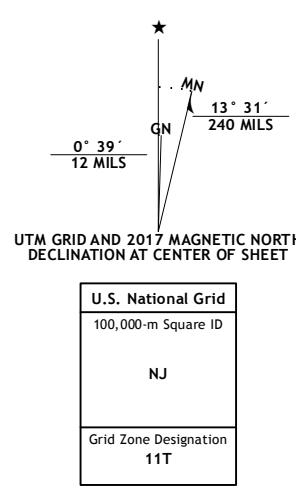 ★
MN
GN
13° 31´
240 MILS
0° 39´
12 MILS
UTM GRID AND 2017 MAGNETIC NORTH
DECLINATION AT CENTER OF SHEET
U.S. National Grid
100,000-m Square ID
NJ
Grid Zone Designation
11T